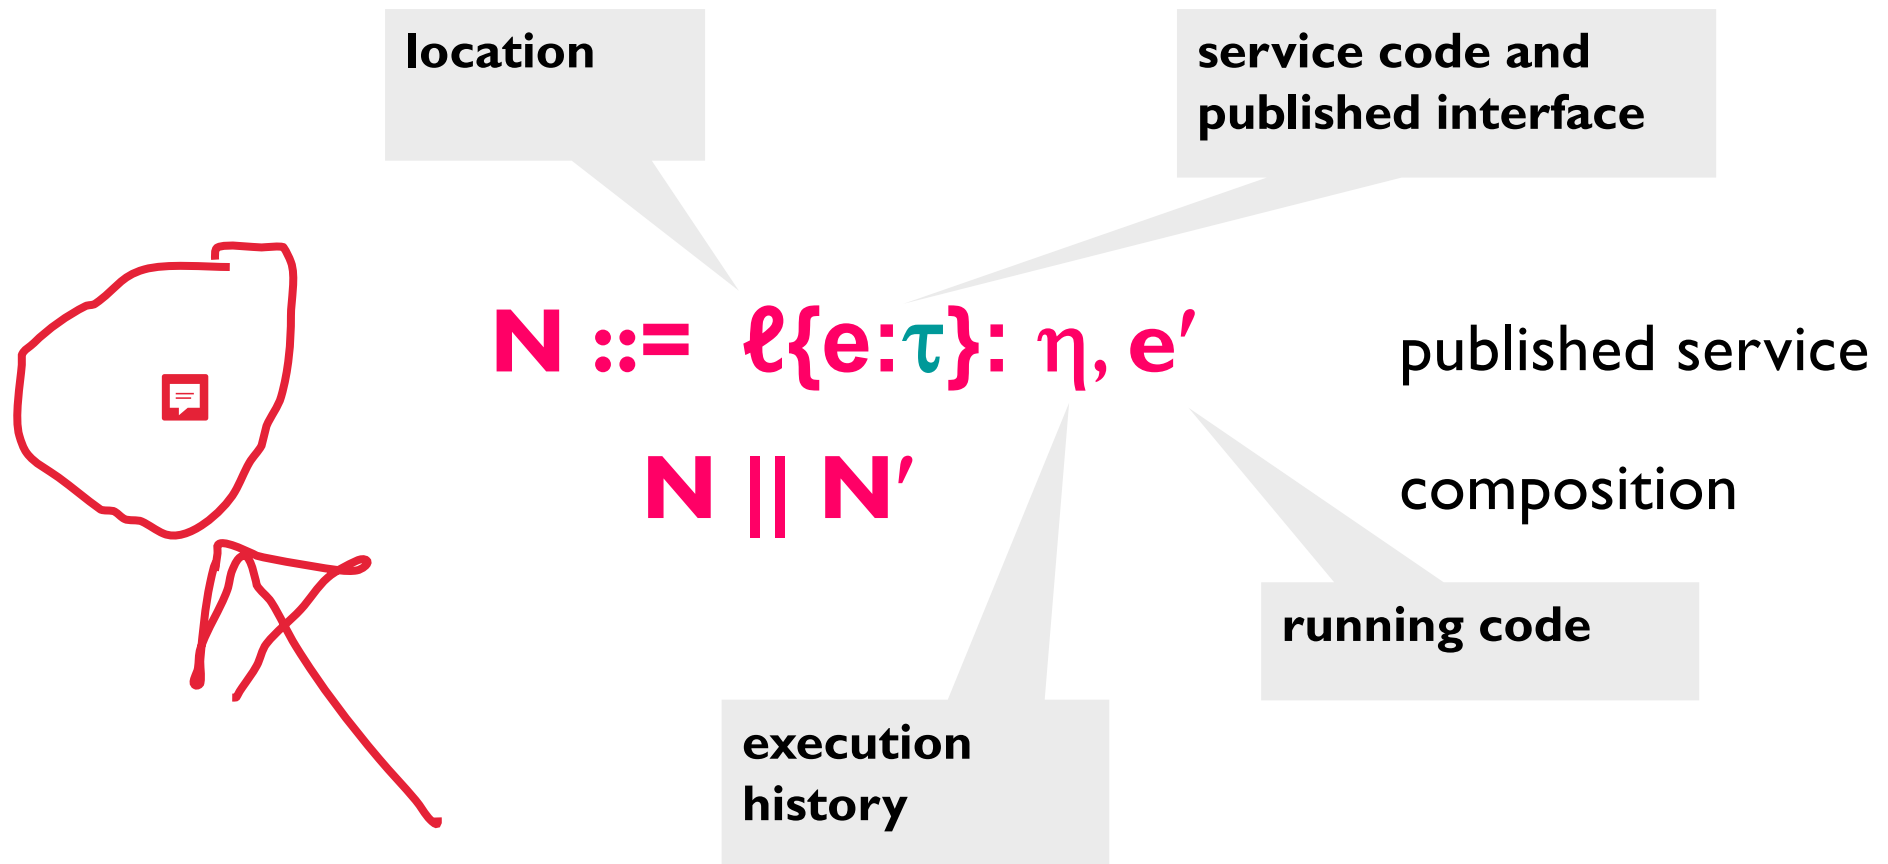 location
service code and
published interface
N ::= ℓ{e:τ}: η, e′ published service
N || N′ composition
running code
execution
history